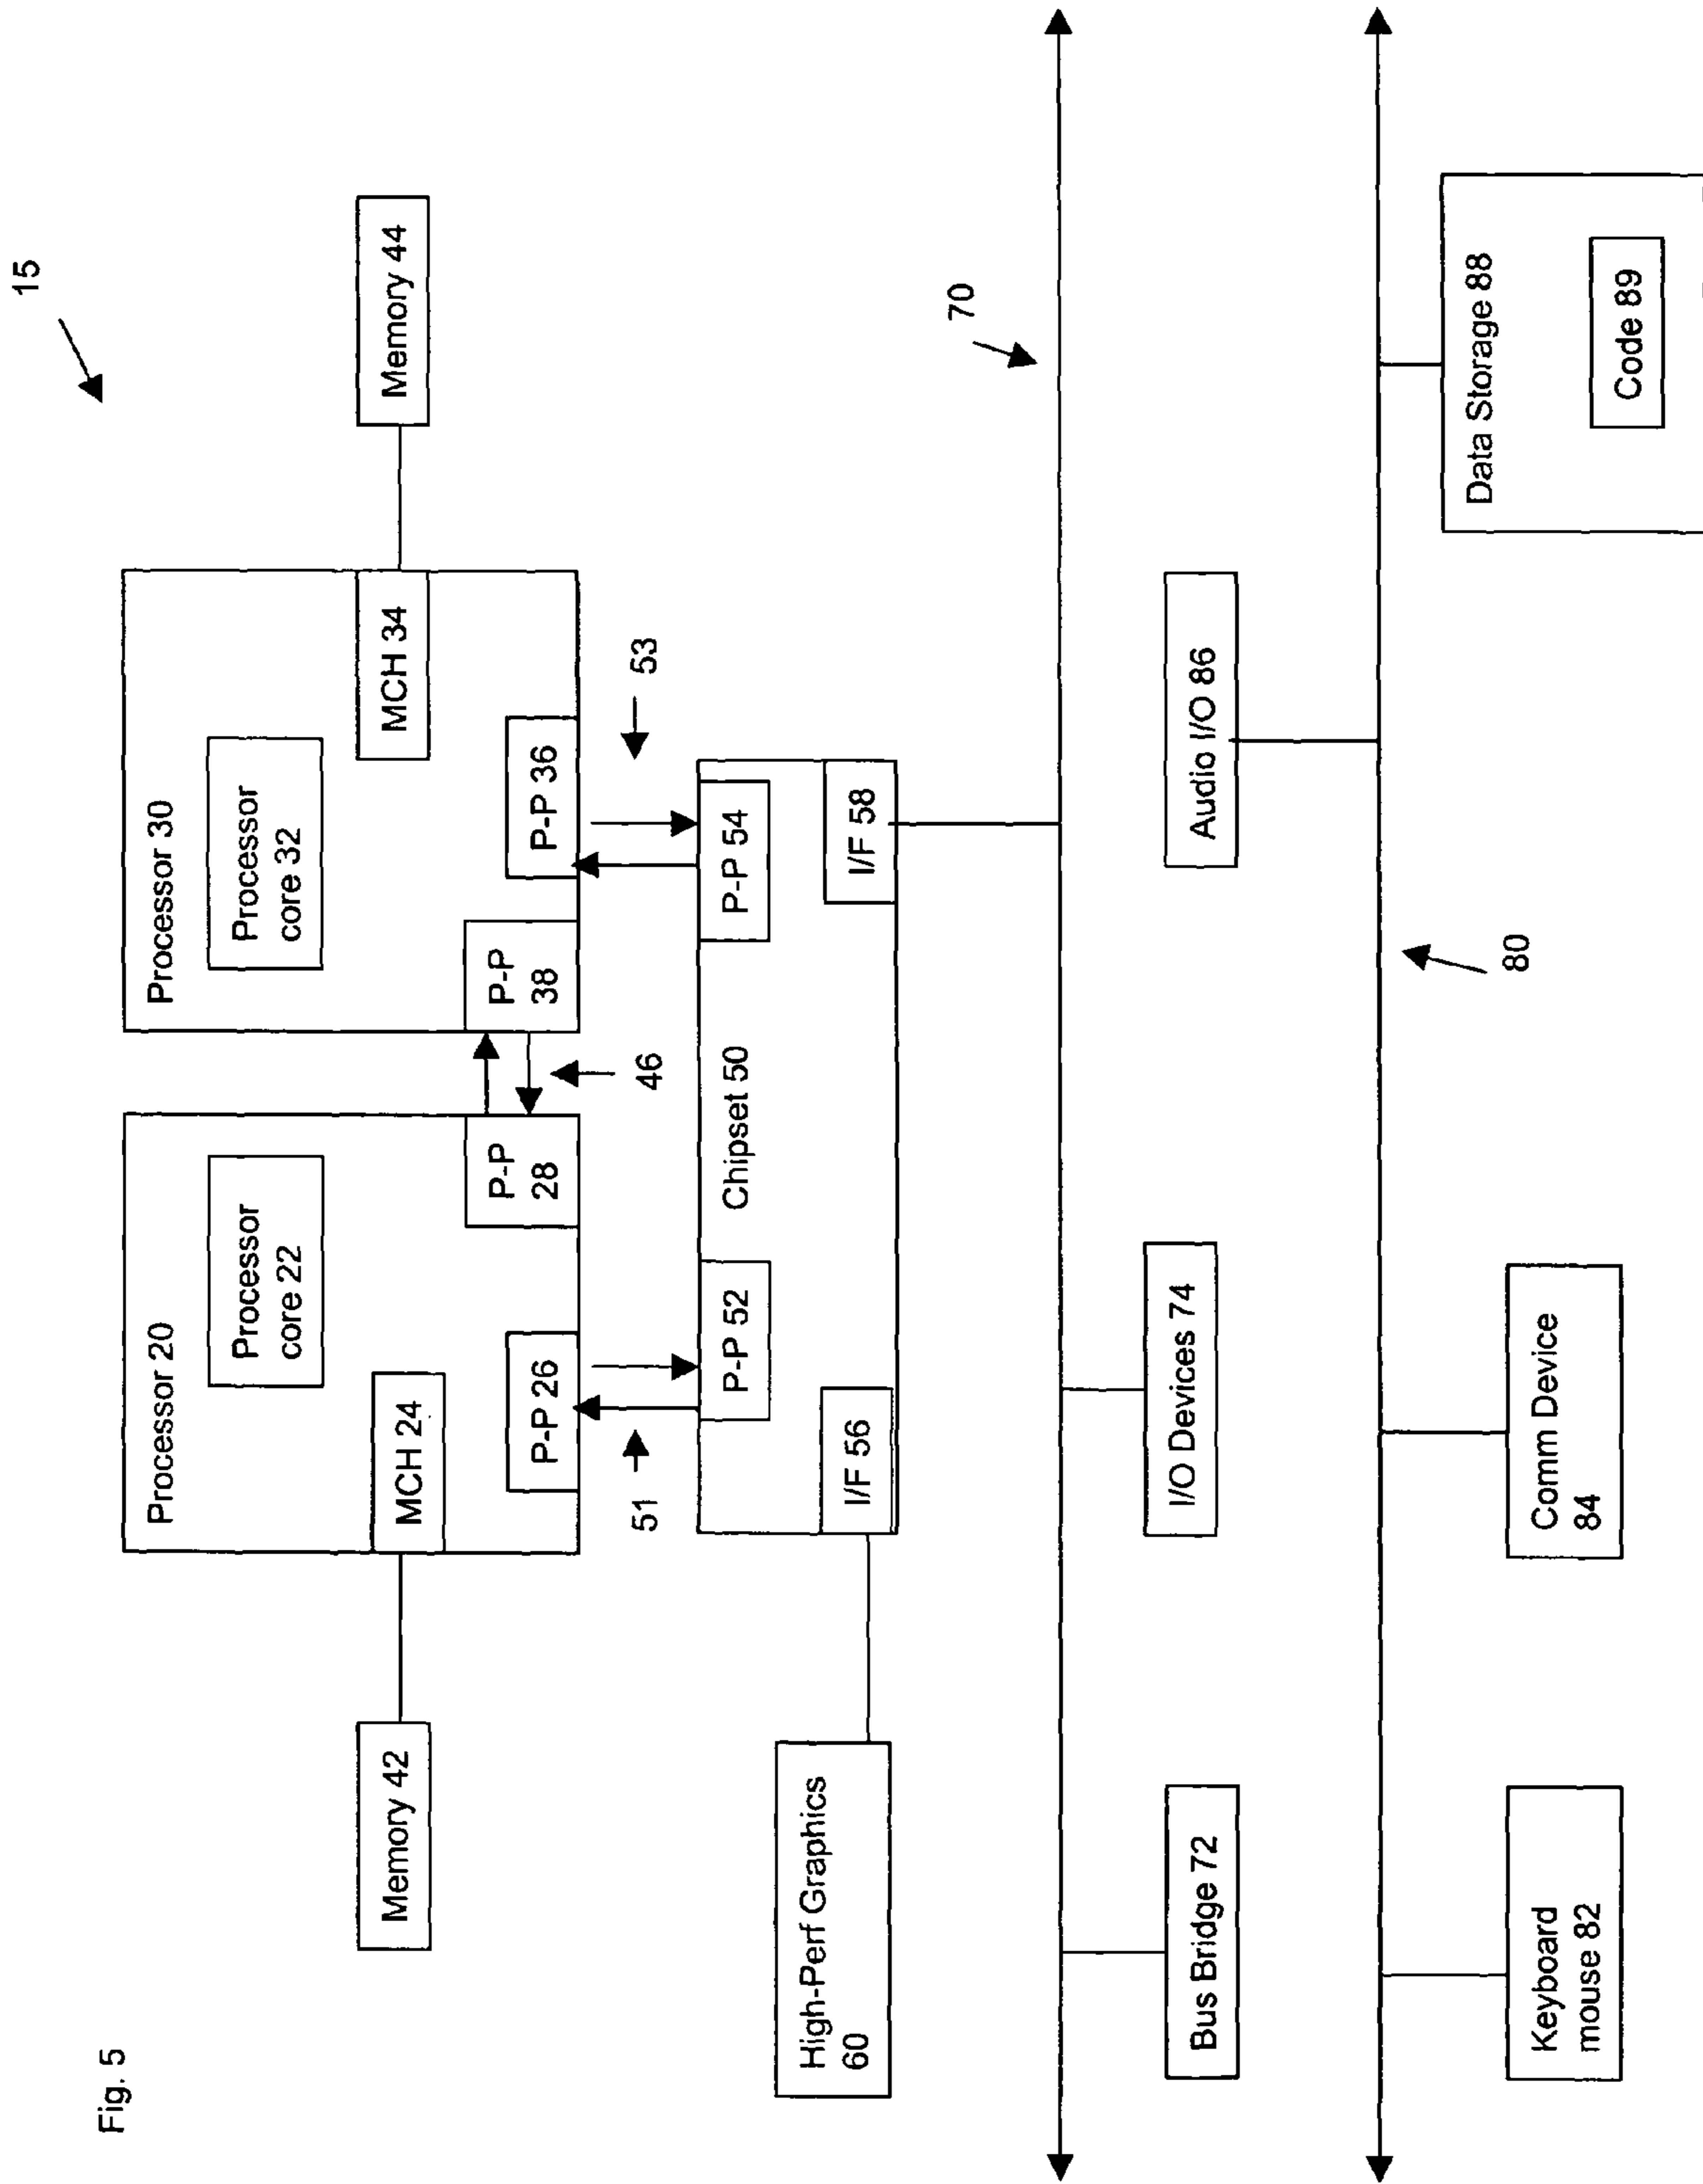 Fig. 5
15
Processor 20
Processor
core 22
MCH 24
P-P 26
P-P
28
Processor 30
Processor
core 32
MCH 34
P-P 36
P-P
38
Memory 42
Memory 44
46
51
53
P-P 52
Chipset 50
P-P 54
I/F 56
I/F 58
High-Perf Graphics
60
70
Bus Bridge 72
I/O Devices 74
Audio I/O 86
80
Keyboard
mouse 82
Comm Device
84
Data Storage 88
Code 89